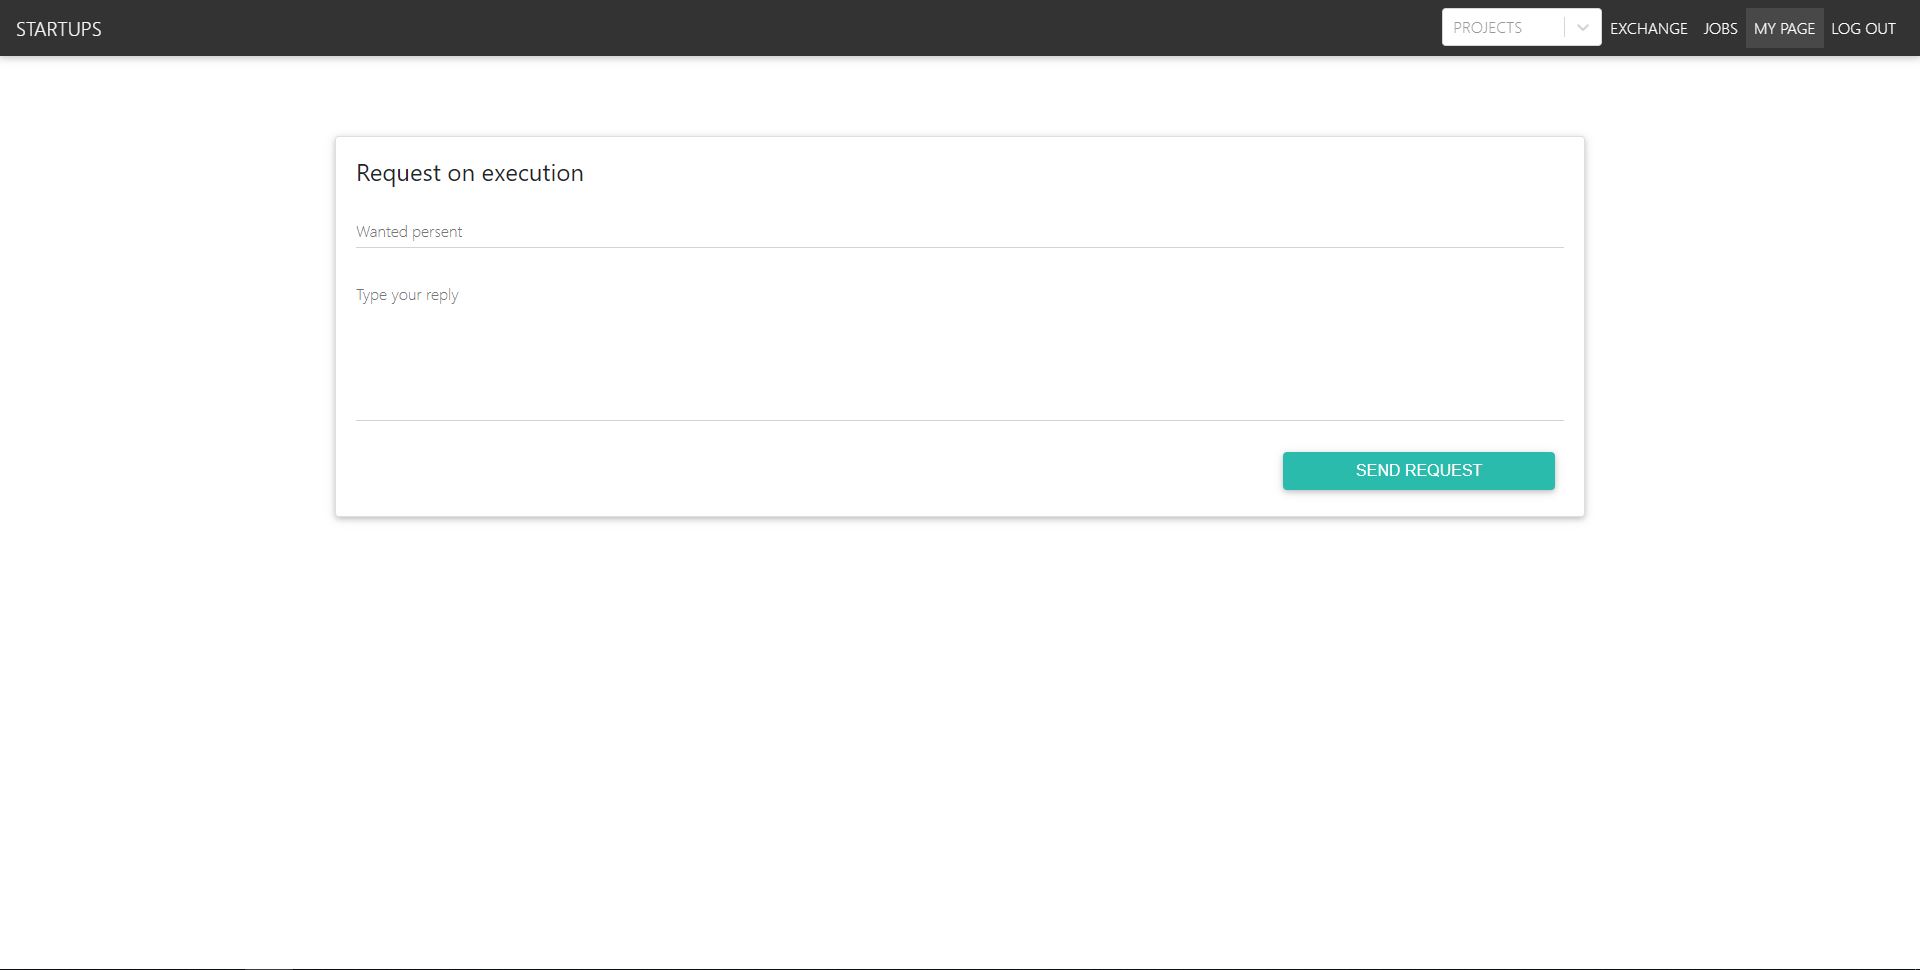 STARTUPS PROJECTS EXCHANGE JOBS MY PAGE LOG OUT
Request on execution
Wanted persent
Type your reply
SEND REQUEST